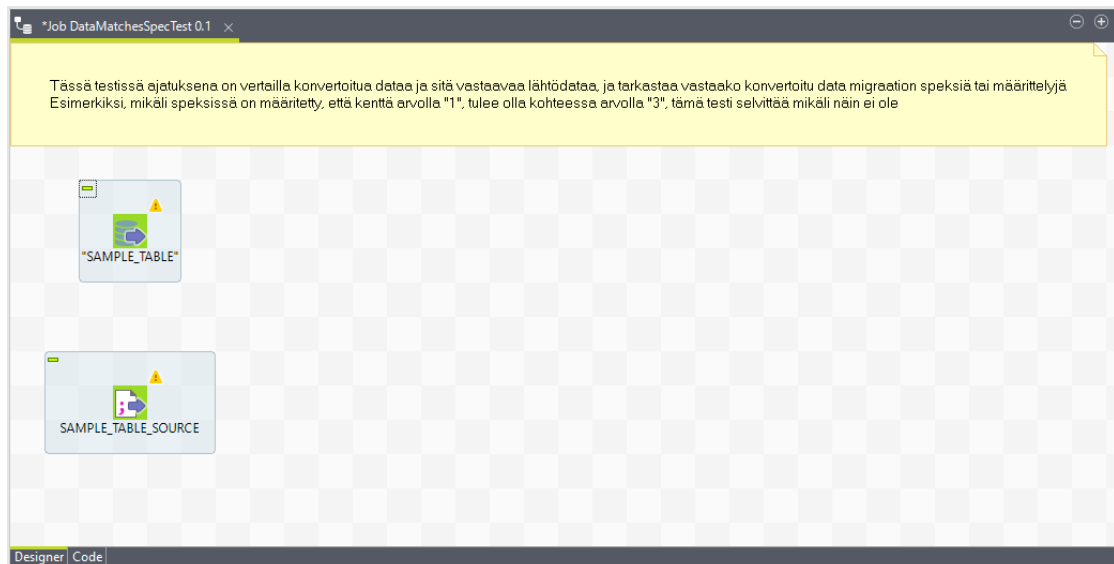 *Job DataMatchesSpecTest 0.1
Tässä testissä ajatuksena on vertailla konvertoitua dataa ja sitä vastaavaa lähtödataa, ja tarkastaa vastaako konvertoitu data migraation speksiä tai määrittelyjä
Esimerkiksi, mikäli speksissä on määritetty, että kenttä arvolla "1", tulee olla kohteessa arvolla "3", tämä testi selvittää mikäli näin ei ole
"SAMPLE_TABLE"
SAMPLE_TABLE_SOURCE
Designer Code